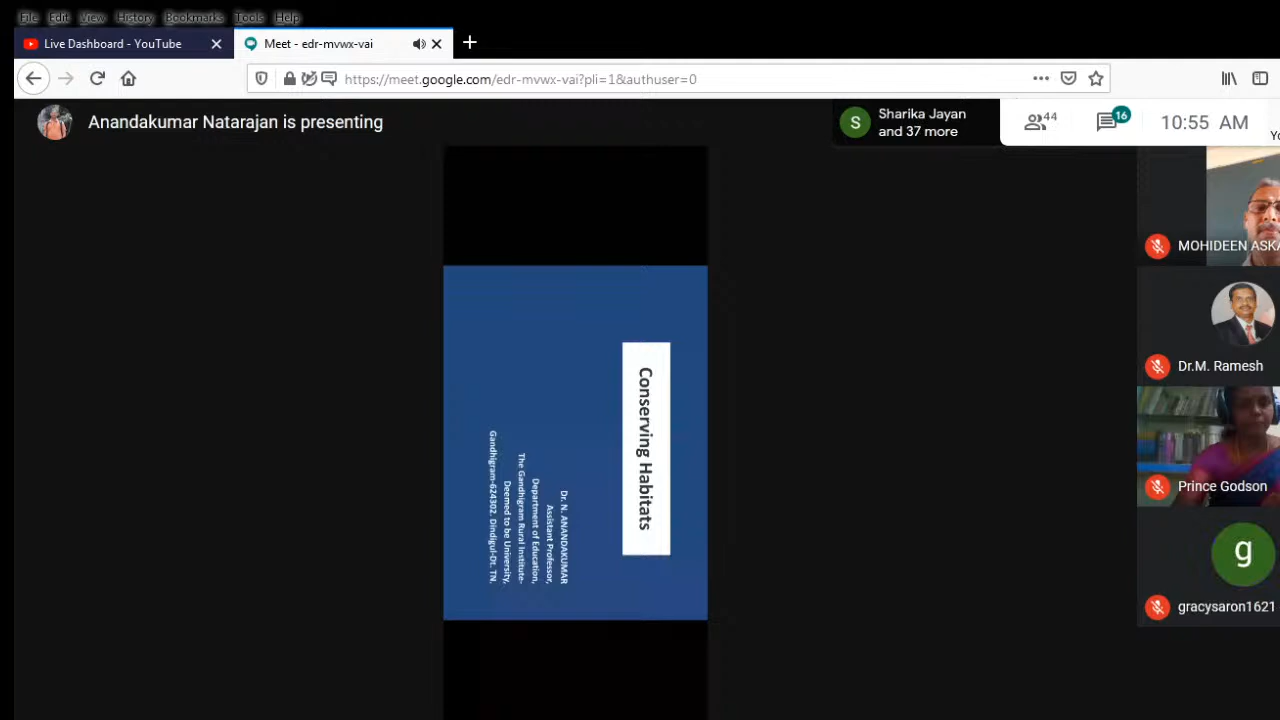 File Edit View History Bookmarks Tools Help
Live Dashboard - YouTube
Meet - edr-mvwx-vai
https://meet.google.com/edr-mvwx-vai?pli=1&authuser=0
Anandakumar Natarajan is presenting
S
Sharika Jayan
and 37 more
44
16
10:55 AM
Conserving Habitats
Dr. N. ANANDAKUMAR
Assistant Professor,
Department of Education,
The Gandhigram Rural Institute-
Deemed to be University,
Gandhigram-624302. Dindigul-Dt. TN.
MOHIDEEN ASKA
Dr.M. Ramesh
Prince Godson
g
gracysaron1621